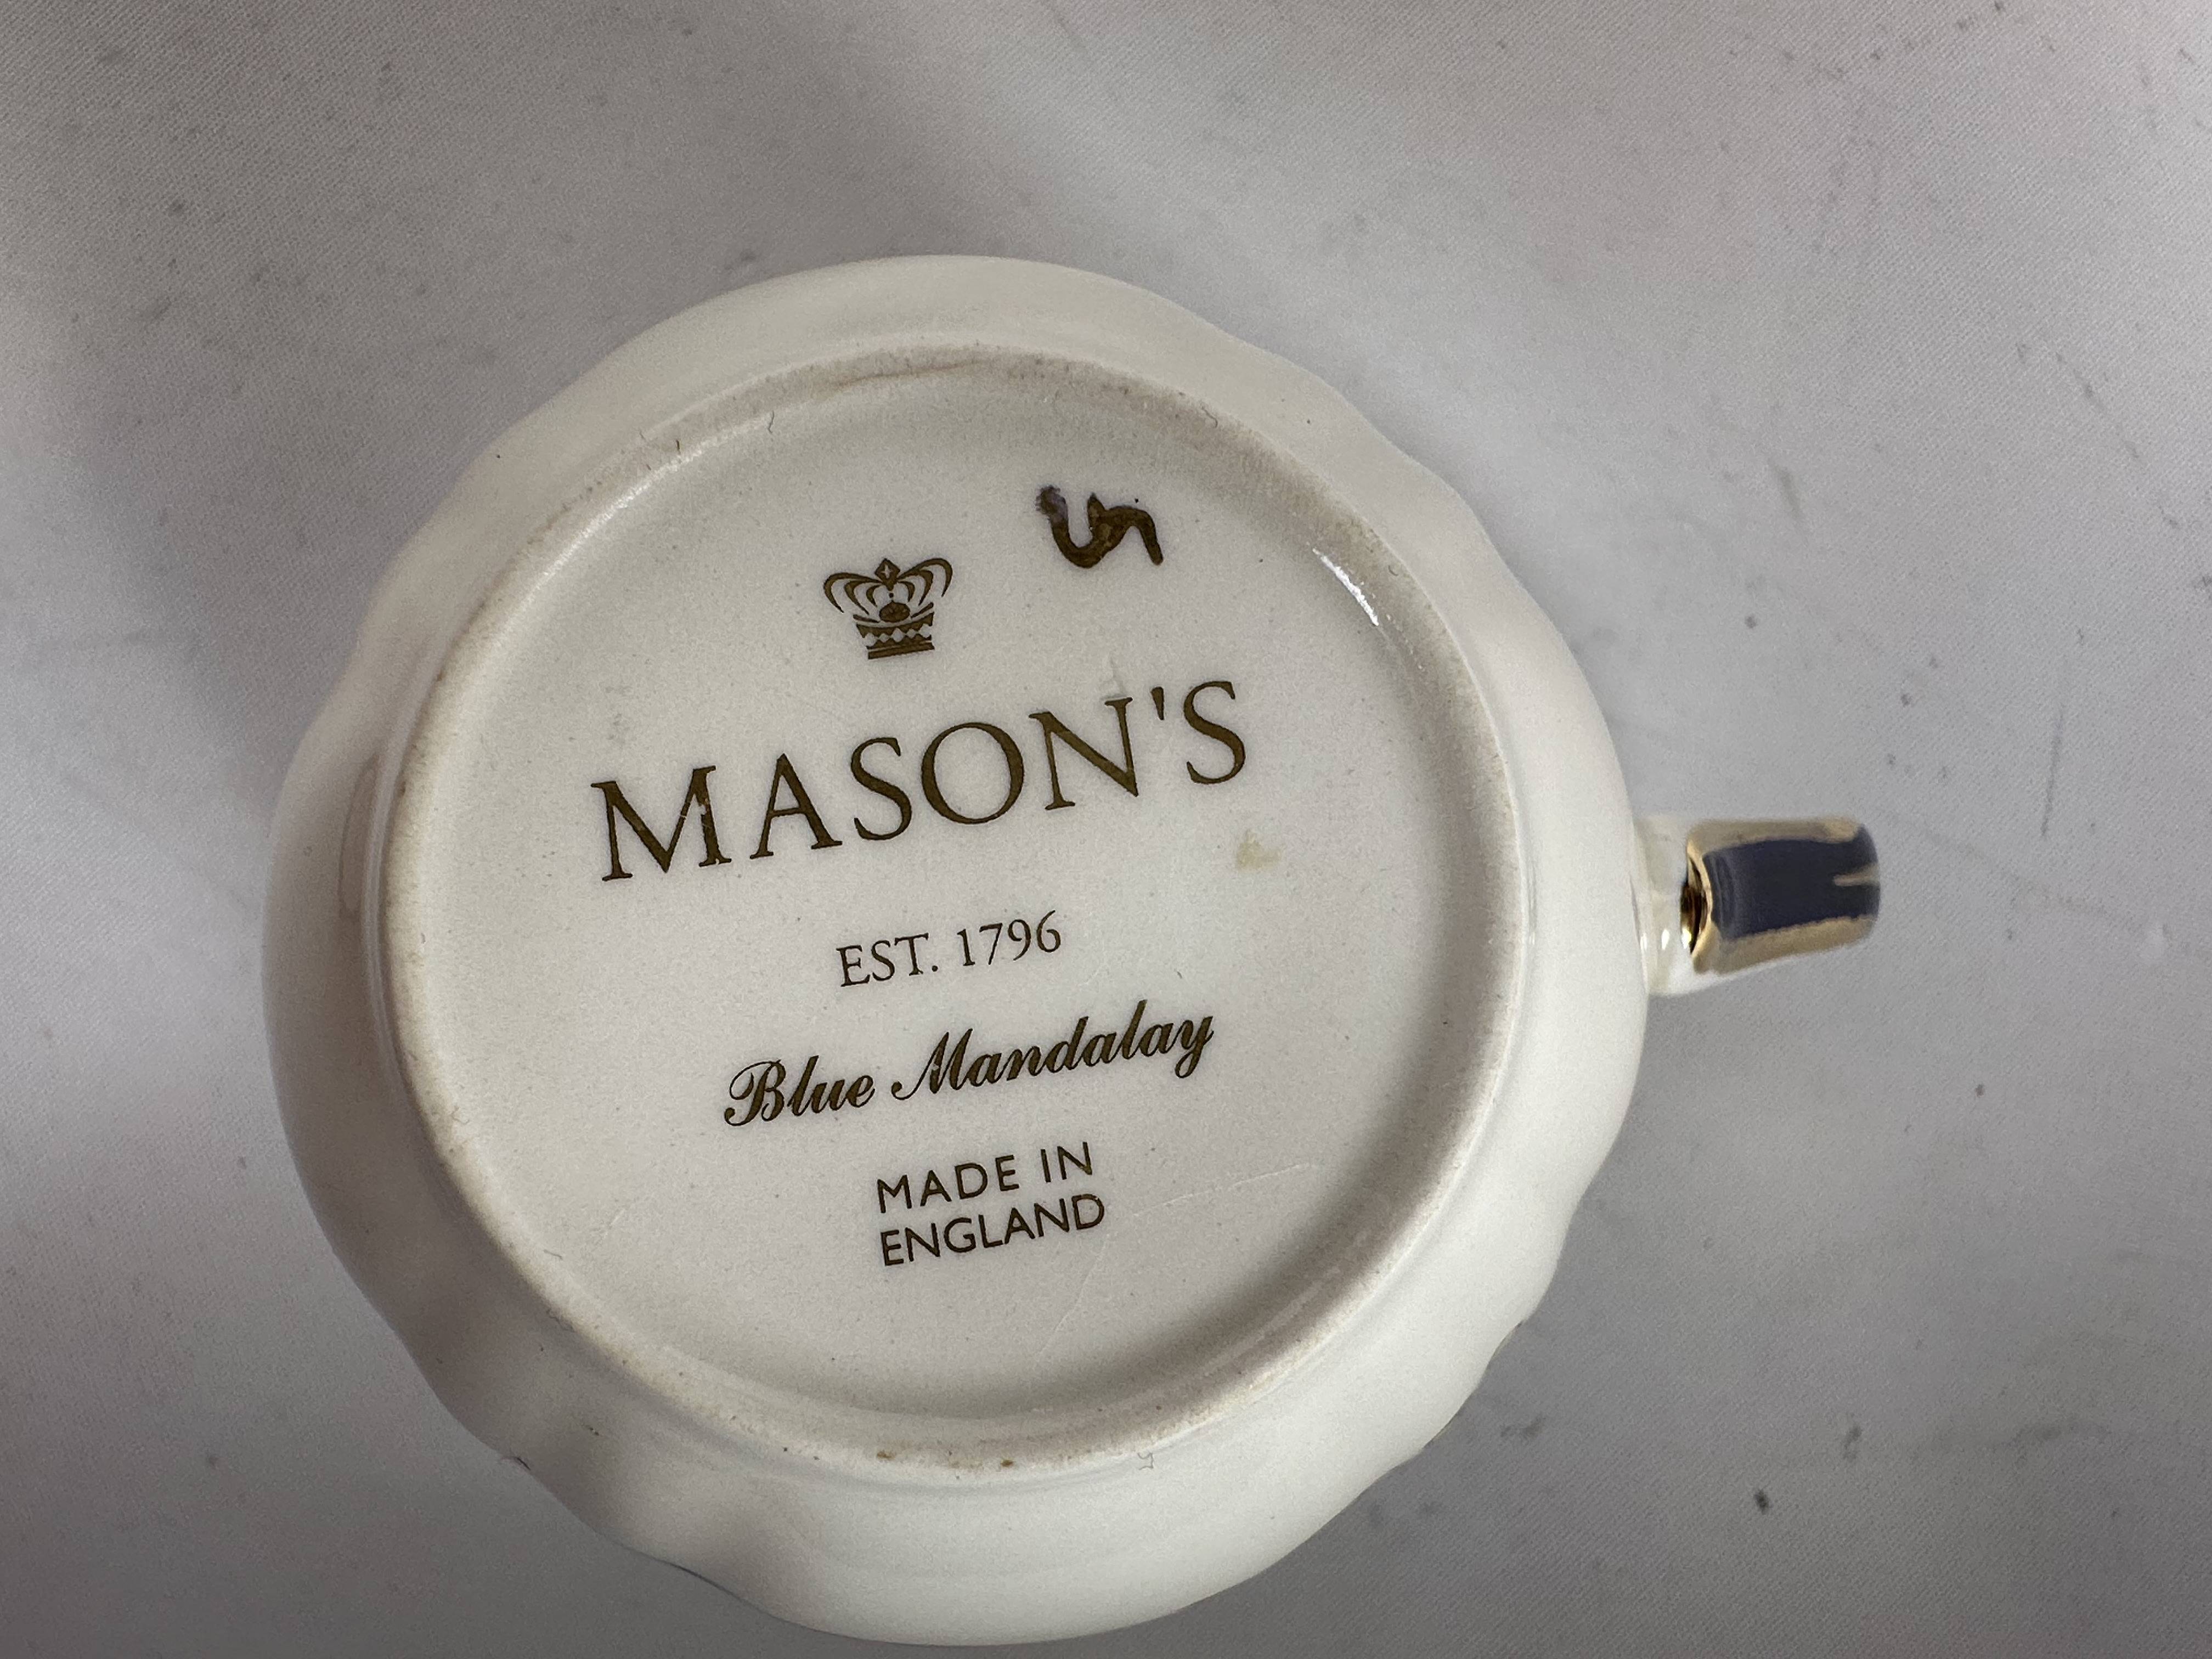 MASON'S
EST. 1796
Blue Mandalay
MADE IN
ENGLAND